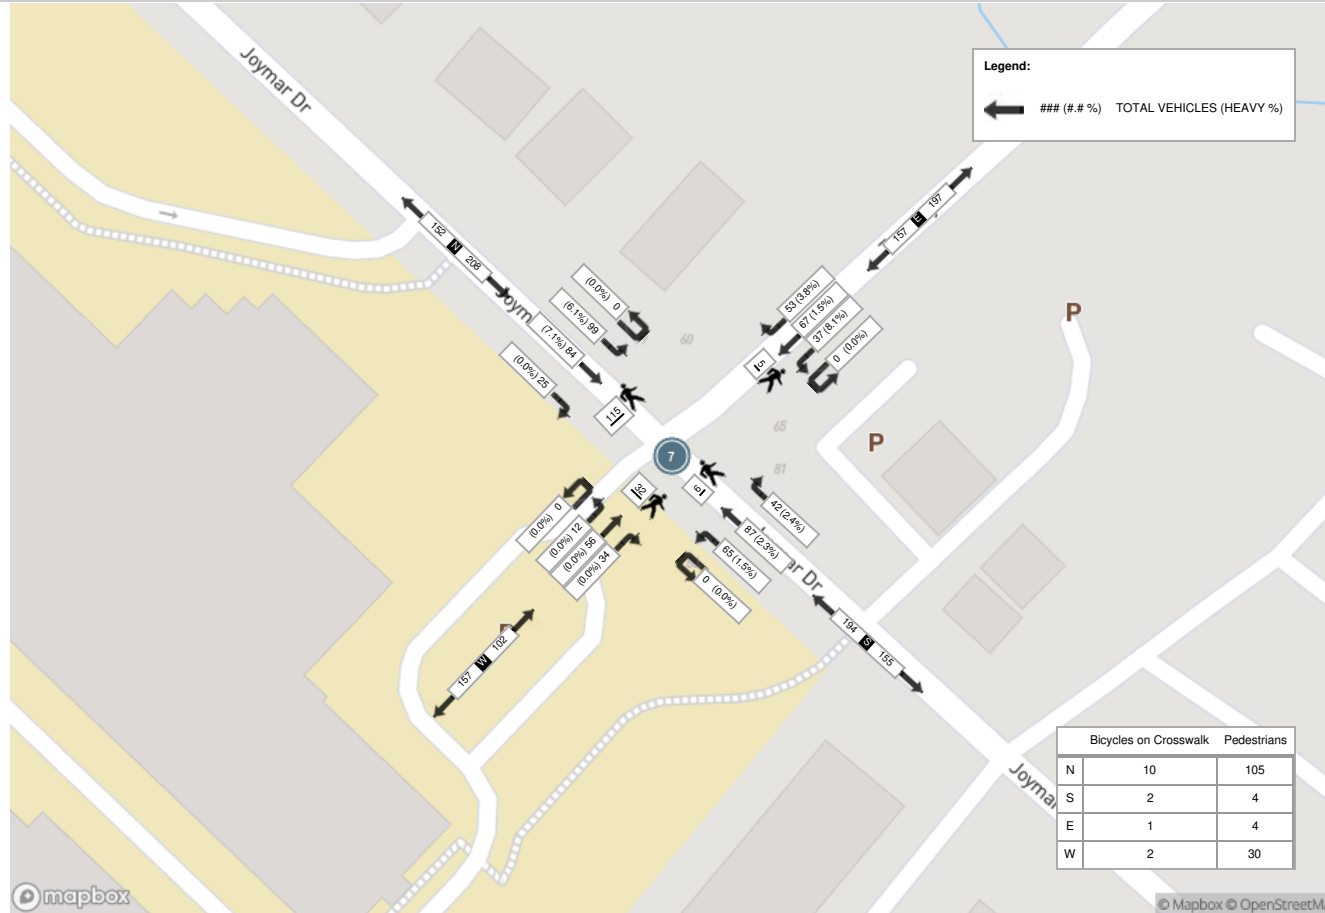 Joymar Dr
Legend:
### (#.# %) TOTAL VEHICLES (HEAVY %)
152 N 208
157 E 197
Joym
(0.0%) 0
(6.1%) 99
(7.1%) 84
(0.0%) 25
60
53 (3.8%)
67 (1.5%)
37 (8.1%)
0 (0.0%)
P
5
115
65
P
7
81
32
6
(0.0%) 0
(0.0%) 12
(0.0%) 56
(0.0%) 34
42 (2.4%)
87 (2.3%)
65 (1.5%)
0 (0.0%)
ar Dr
157 W 102
194 S 155
Bicycles on Crosswalk Pedestrians
N 10 105
S 2 4
E 1 4
W 2 30
Joymar
mapbox
© Mapbox © OpenStreetM